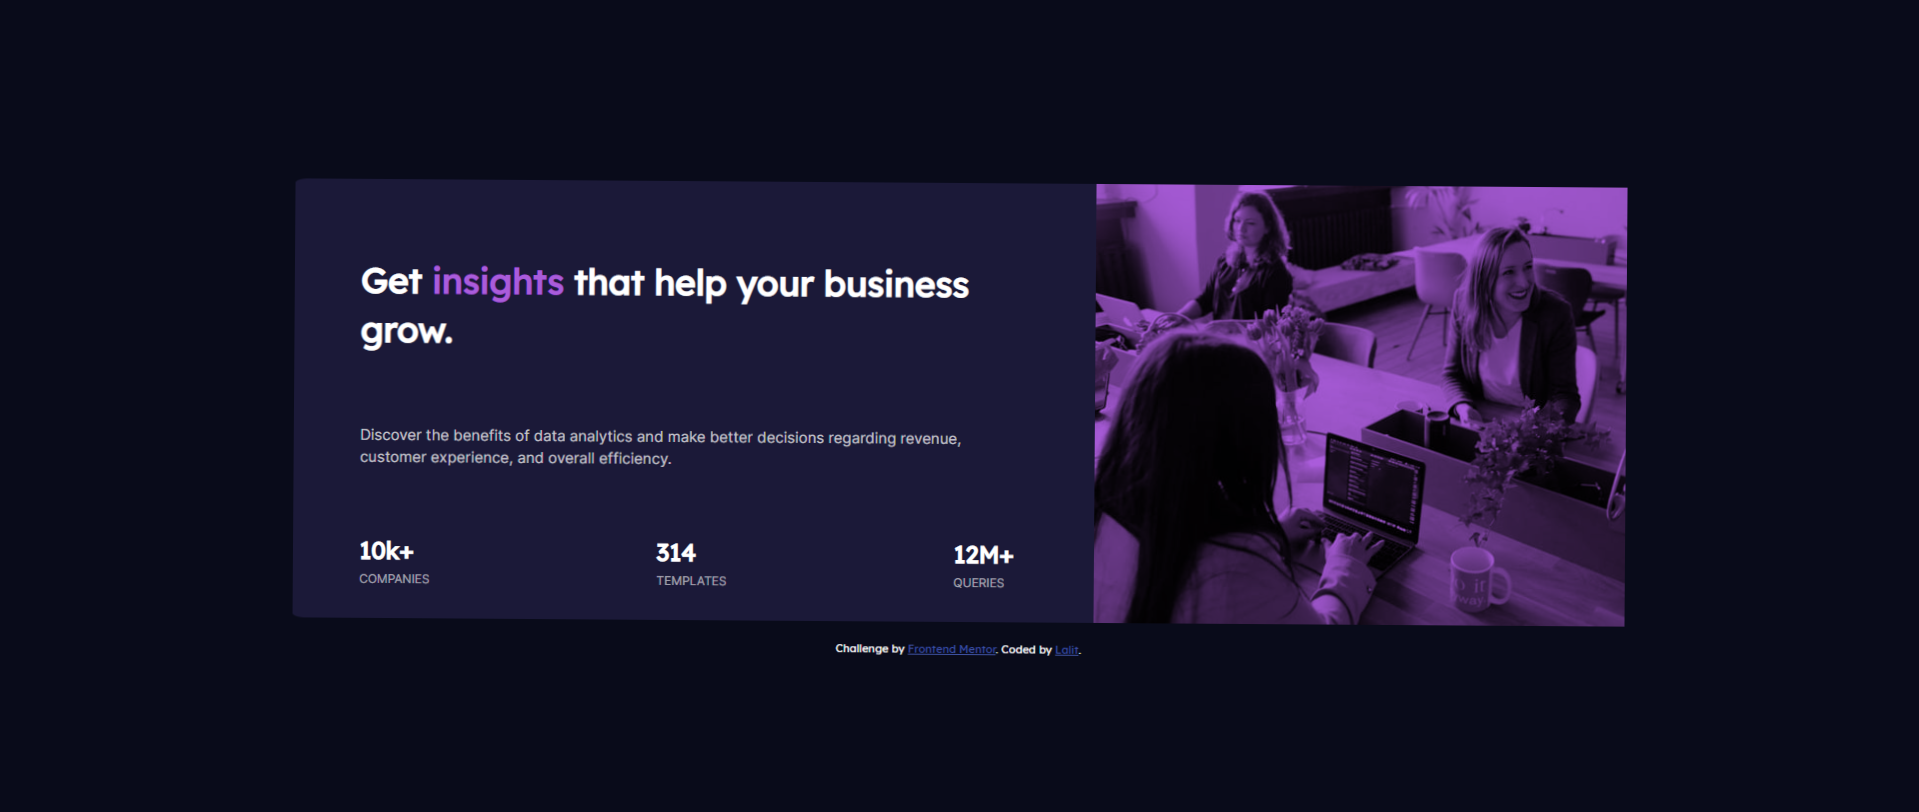 Get insights that help your business
grow.
Discover the benefits of data analytics and make better decisions regarding revenue,
customer experience, and overall efficiency.
10k+
COMPANIES
314
TEMPLATES
12M+
QUERIES
way
Challenge by Frontend Mentor. Coded by Lalit.